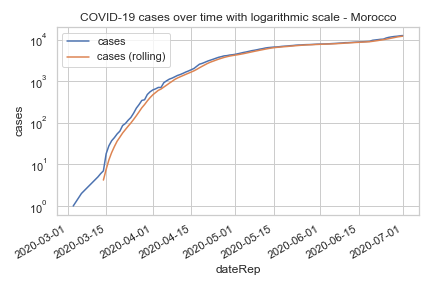 COVID-19 cases over time with logarithmic scale - Morocco
cases
cases (rolling)
10⁴
10³
10²
10¹
10⁰
cases
2020-03-01
2020-03-15
2020-04-01
2020-04-15
2020-05-01
2020-05-15
2020-06-01
2020-06-15
2020-07-01
dateRep